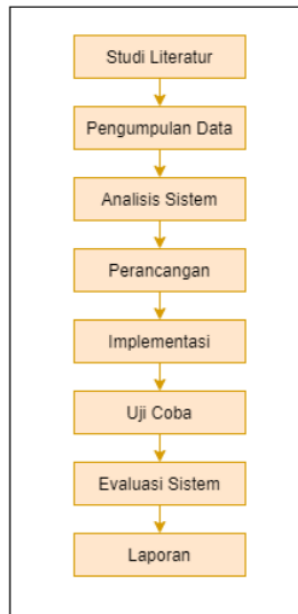 Studi Literatur
Pengumpulan Data
Analisis Sistem
Perancangan
Implementasi
Uji Coba
Evaluasi Sistem
Laporan